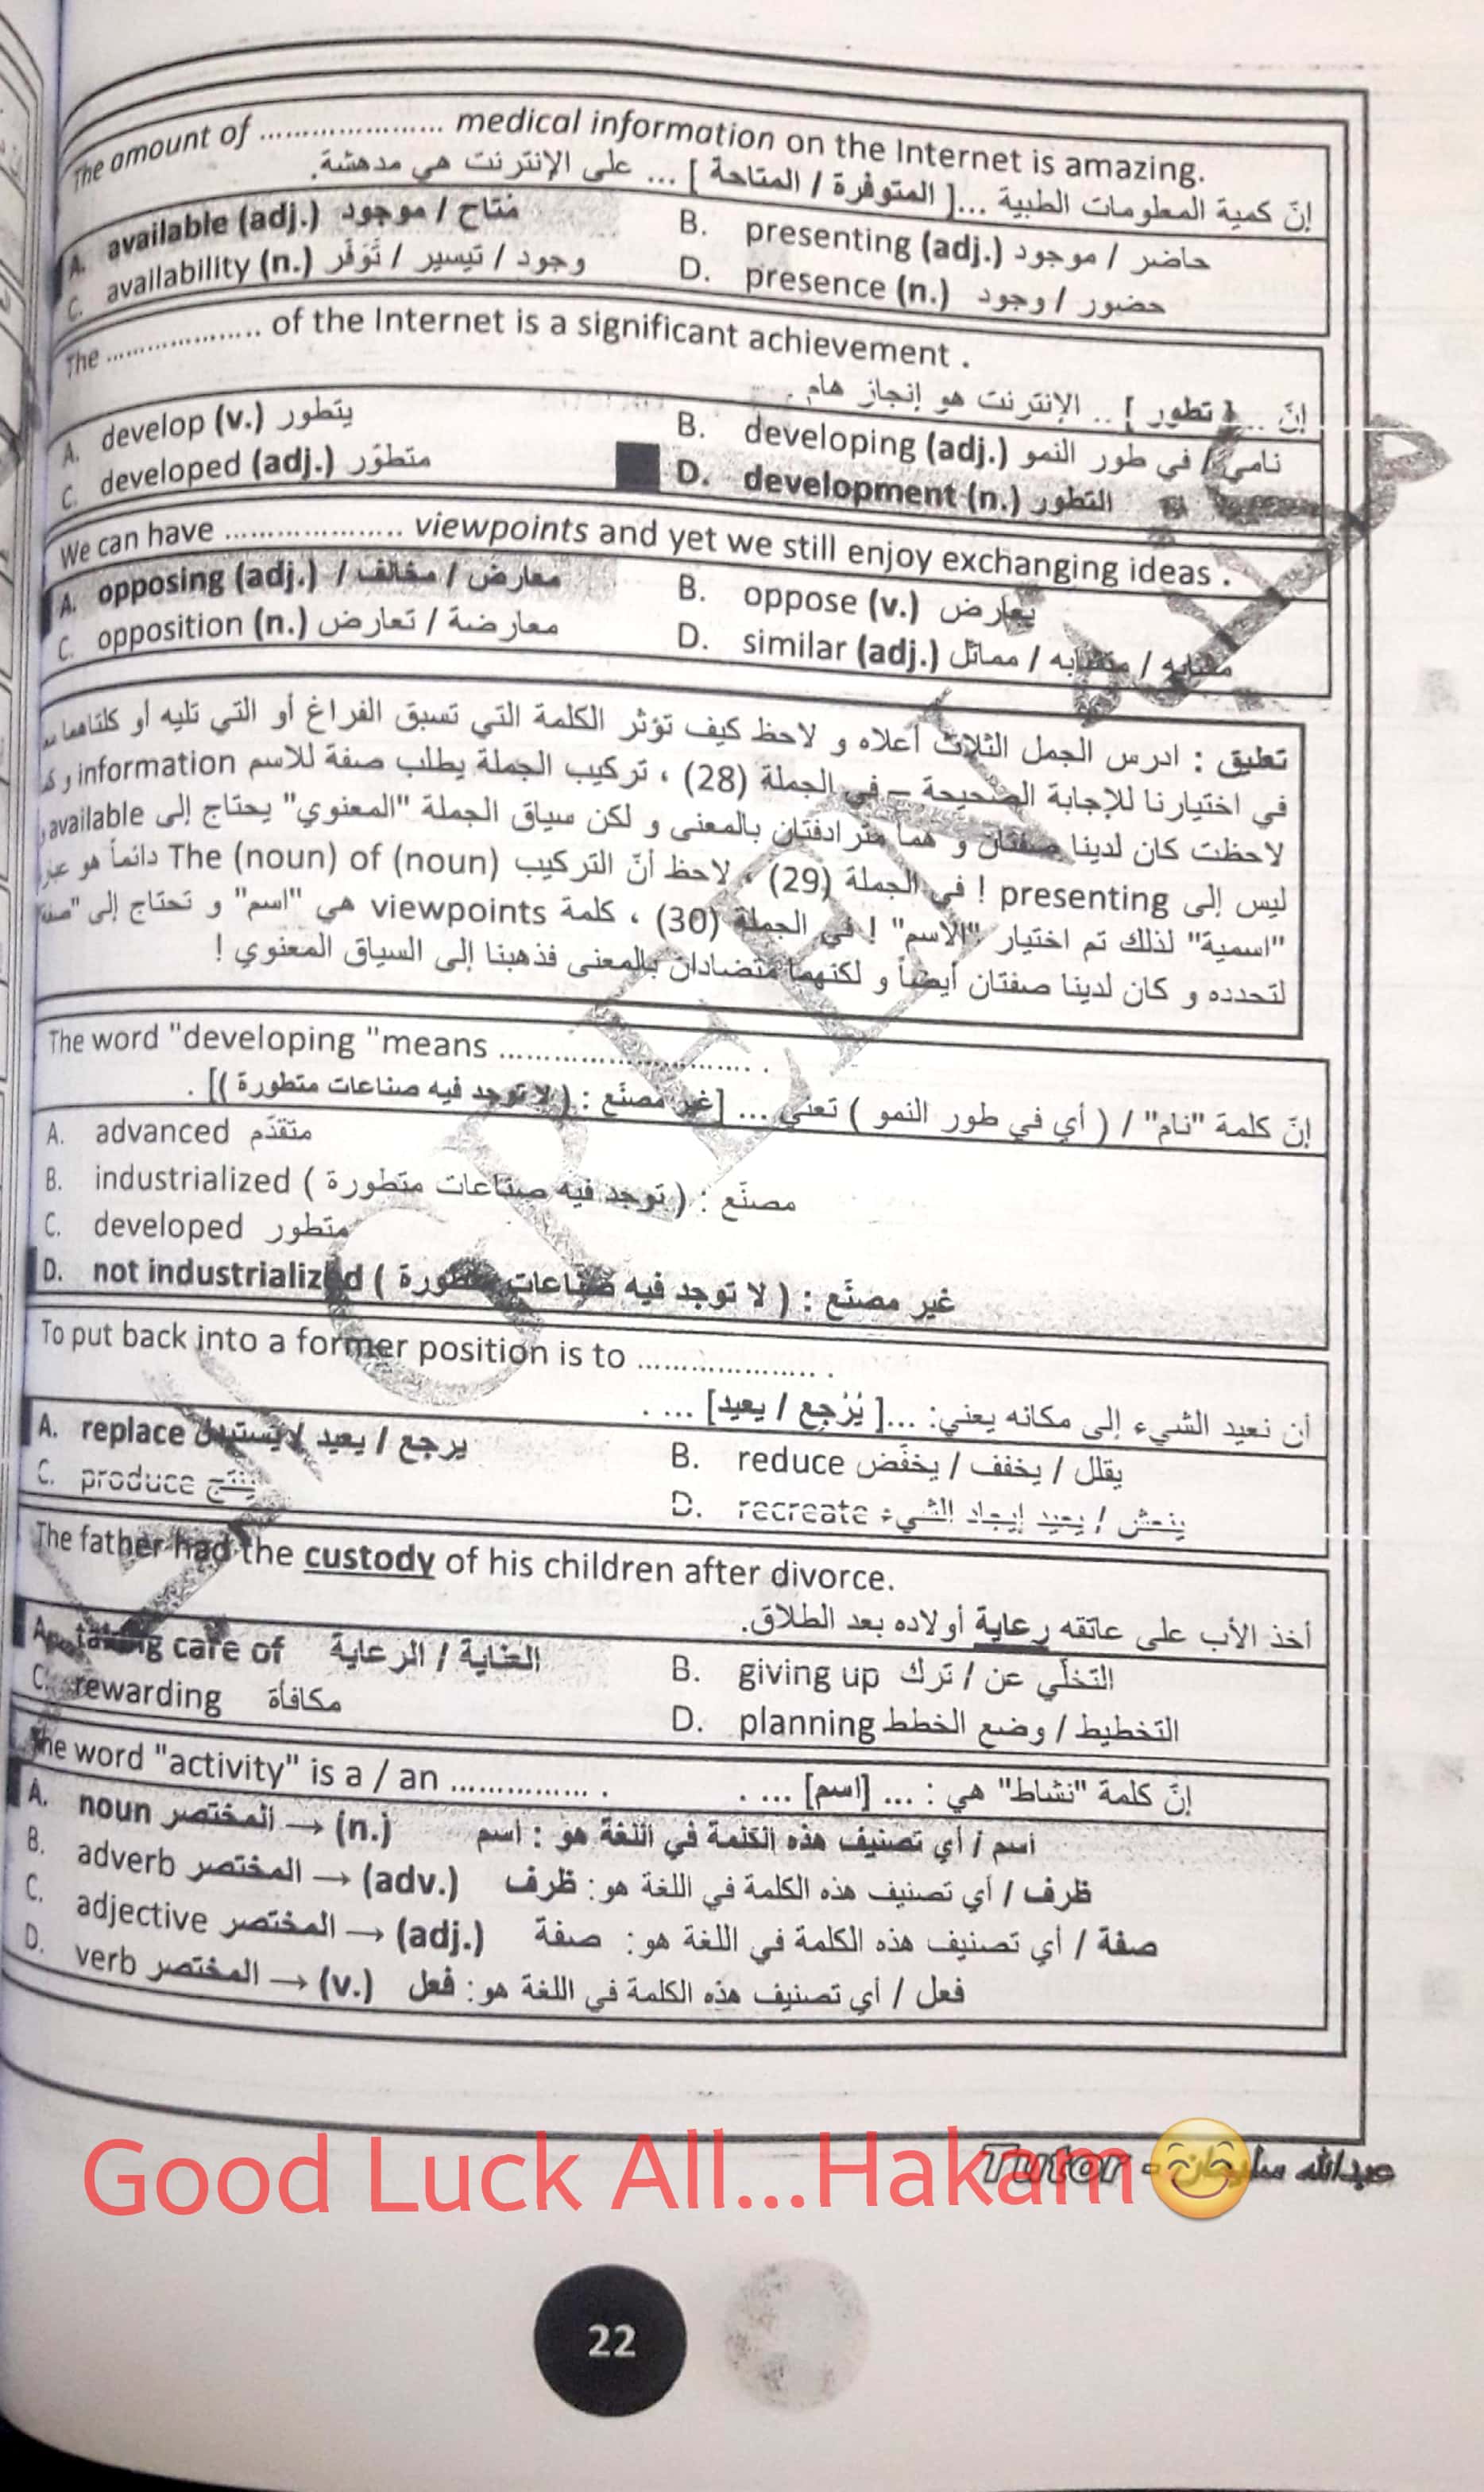 The amount of ..................... medical information on the Internet is amazing.
إنّ كمية المعلومات الطبية ...[ المتوفرة / المتاحة ] ... على الإنترنت هي مدهشة.
A. available (adj.) مُتاح / موجود B. presenting (adj.) حاضر / موجود
C. availability (n.) وجود / تيسير / تَوَفّر D. presence (n.) حضور / وجود
The .................... of the Internet is a significant achievement .
إنّ ...[ تطور ] .. الإنترنت هو إنجاز هام .
A. develop (v.) يتطور B. developing (adj.) نامي / في طور النمو
C. developed (adj.) متطوّر D. development (n.) التطور
We can have .................... viewpoints and yet we still enjoy exchanging ideas .
A. opposing (adj.) معارض / مخالف / B. oppose (v.) يعارض
C. opposition (n.) معارضة / تعارض D. similar (adj.) مشابه / متشابه / مماثل
تعليق : ادرس الجمل الثلاث أعلاه و لاحظ كيف تؤثر الكلمة التي تسبق الفراغ أو التي تليه أو كلتاهما
في اختيارنا للإجابة الصحيحة – في الجملة (28) ، تركيب الجملة يطلب صفة للاسم information و
لاحظت كان لدينا صفتان و هما مترادفتان بالمعنى و لكن سياق الجملة "المعنوي" يحتاج إلى available
ليس إلى presenting ! في الجملة (29) ، لاحظ أنّ التركيب The (noun) of (noun) دائماً هو
"اسمية" لذلك تم اختيار "الاسم" ! في الجملة (30) ، كلمة viewpoints هي "اسم" و تحتاج إلى "صفة"
لتحدده و كان لدينا صفتان أيضاً و لكنهما متضادان بالمعنى فذهبنا إلى السياق المعنوي !
The word "developing "means ............................ .
إنّ كلمة "نام" / ( أي في طور النمو ) تعني ... [غير مصنّع : ( لا توجد فيه صناعات متطورة )] .
A. advanced متقدّم
B. industrialized مصنّع : ( توجد فيه صناعات متطورة )
C. developed متطور
D. not industrialized غير مصنّع : ( لا توجد فيه صناعات متطورة )
To put back into a former position is to .................... .
أن نعيد الشيء إلى مكانه يعني: ...[ يُرْجِع / يعيد] ... .
A. replace يرجع / يعيد / يستبدل B. reduce يقلل / يخفف / يخفّض
C. produce ينتج D. recreate ينعش / يعيد إيجاد الشيء
The father had the custody of his children after divorce.
أخذ الأب على عاتقه رعاية أولاده بعد الطلاق.
A. taking care of العناية / الرعاية B. giving up التخلّي عن / ترك
C. rewarding مكافأة D. planning التخطيط / وضع الخطط
The word "activity" is a / an ................ . إنّ كلمة "نشاط" هي : ... [اسم] ... .
A. noun المختصر → (n.) اسم / أي تصنيف هذه الكلمة في اللغة هو : اسم
B. adverb المختصر → (adv.) ظرف / أي تصنيف هذه الكلمة في اللغة هو: ظرف
C. adjective المختصر → (adj.) صفة / أي تصنيف هذه الكلمة في اللغة هو: صفة
D. verb المختصر → (v.) فعل / أي تصنيف هذه الكلمة في اللغة هو: فعل
Good Luck All...Hakam
Tutor - عبدالله سليمان
22